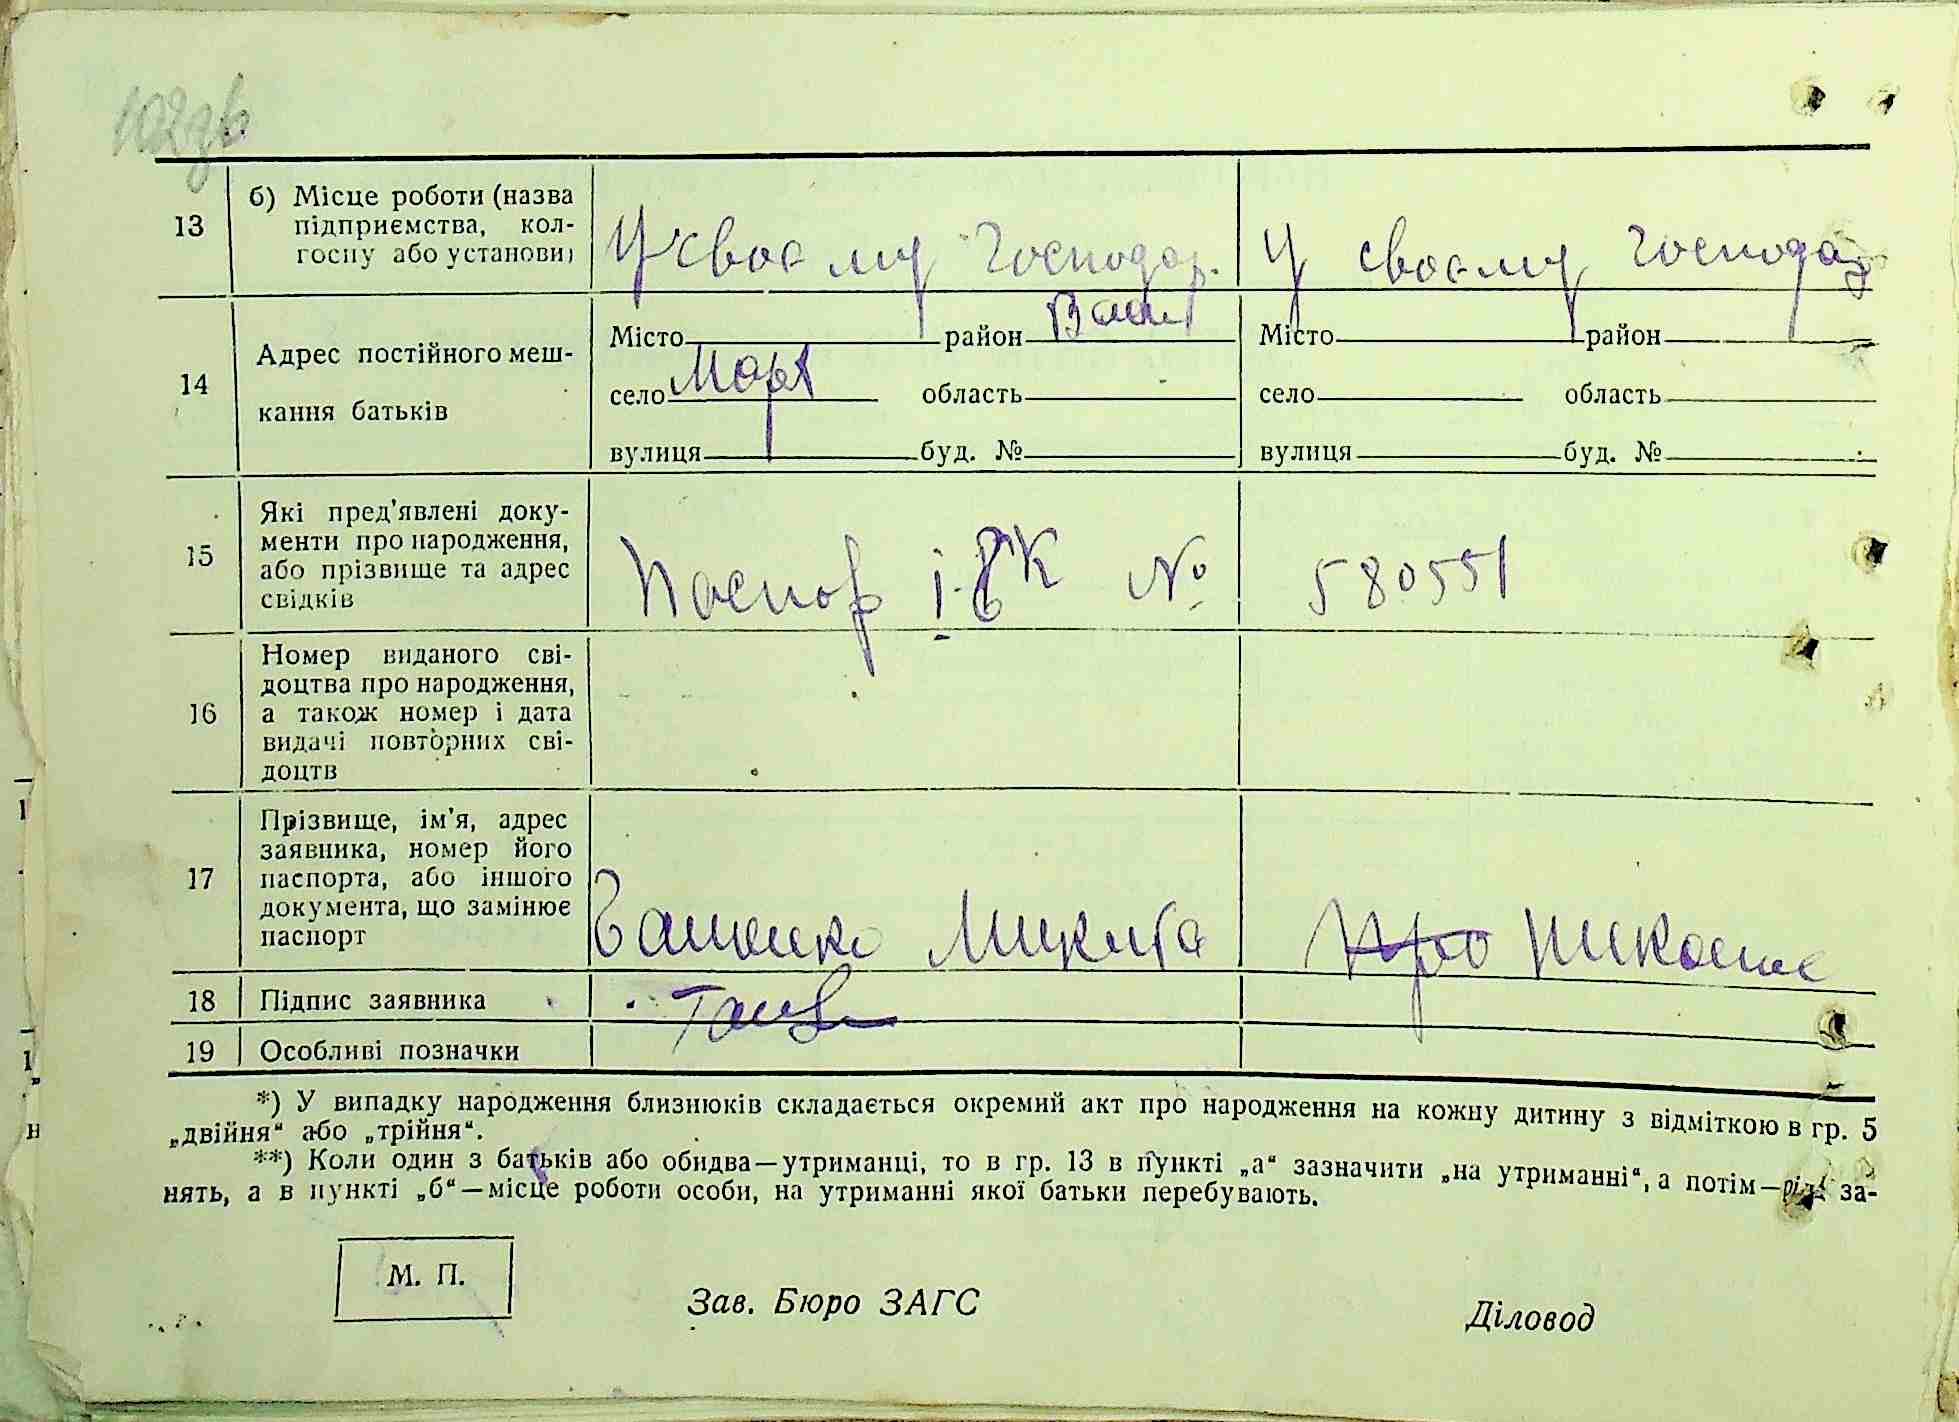 13 б) Місце роботи (назва підприємства, кол-
госпу або установи) У своєму господар. У своєму господар
14 Адрес постійного меш-
кання батьків
Місто район Місто район
село Март область село область
вулиця буд. № вулиця буд. №
15 Які пред'явлені доку-
менти про народження,
або прізвище та адрес
свідків
Паспор № 580551
16 Номер виданого сві-
доцтва про народження,
а також номер і дата
видачі повторних сві-
доцтв
17 Прізвище, ім'я, адрес
заявника, номер його
паспорта, або іншого
документа, що замінює
паспорт
Микита
18 Підпис заявника
19 Особливі позначки
*) У випадку народження близнюків складається окремий акт про народження на кожну дитину з відміткою в гр. 5
„двійня“ або „трійня“.
**) Коли один з батьків або обидва—утриманці, то в гр. 13 в пункті „а“ зазначити „на утриманні“, а потім—рід за-
нять, а в пункті „б“—місце роботи особи, на утриманні якої батьки перебувають.
М. П.
Зав. Бюро ЗАГС Діловод